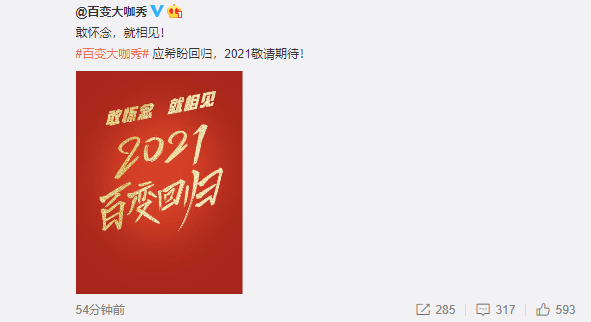 @百变大咖秀
敢怀念，就相见！
#百变大咖秀# 应希盼回归，2021敬请期待！
敢怀念 就相见
2021
百变回归
54分钟前 285 317 593